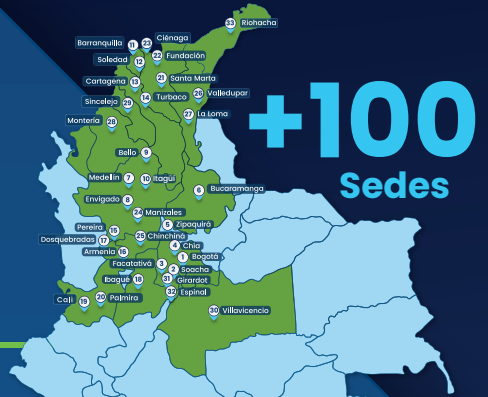 33 Riohacha
Barranquilla 11 23 Ciénaga
Soledad 12 22 Fundación
Cartagena 13 21 Santa Marta
Sincelejo 29 14 Turbaco 26 Valledupar
Montería 28 27 La Loma
+100
Sedes
Bello 9
Medellín 7 10 Itagüí
Envigado 8 6 Bucaramanga
24 Manizales
Pereira 15 5 Zipaquirá
Dosquebradas 17 25 Chinchiná
Armenia 16 4 Chía
1 Bogotá
Facatativá 3 2 Soacha
Ibagué 18 31 Girardot
32 Espinal
Cali 19 20 Palmira
30 Villavicencio